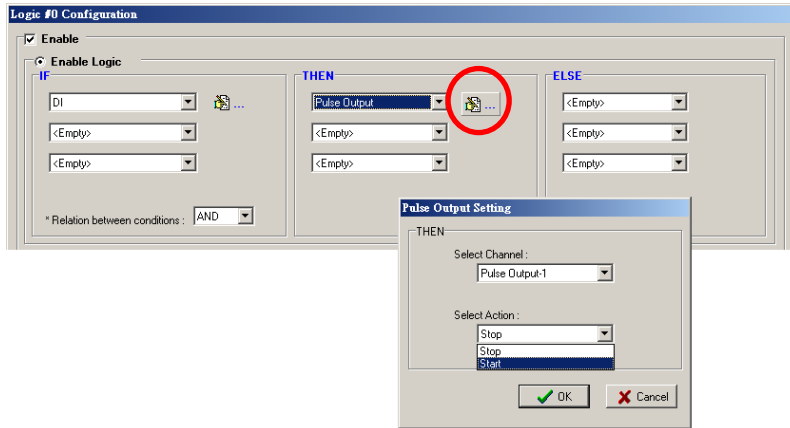 Logic #0 Configuration
Enable
Enable Logic
IF
DI
...
<Empty>
<Empty>
* Relation between conditions :
AND
THEN
Pulse Output
...
<Empty>
<Empty>
ELSE
<Empty>
<Empty>
<Empty>
Pulse Output Setting
THEN
Select Channel :
Pulse Output-1
Select Action :
Stop
Stop
Start
OK
Cancel